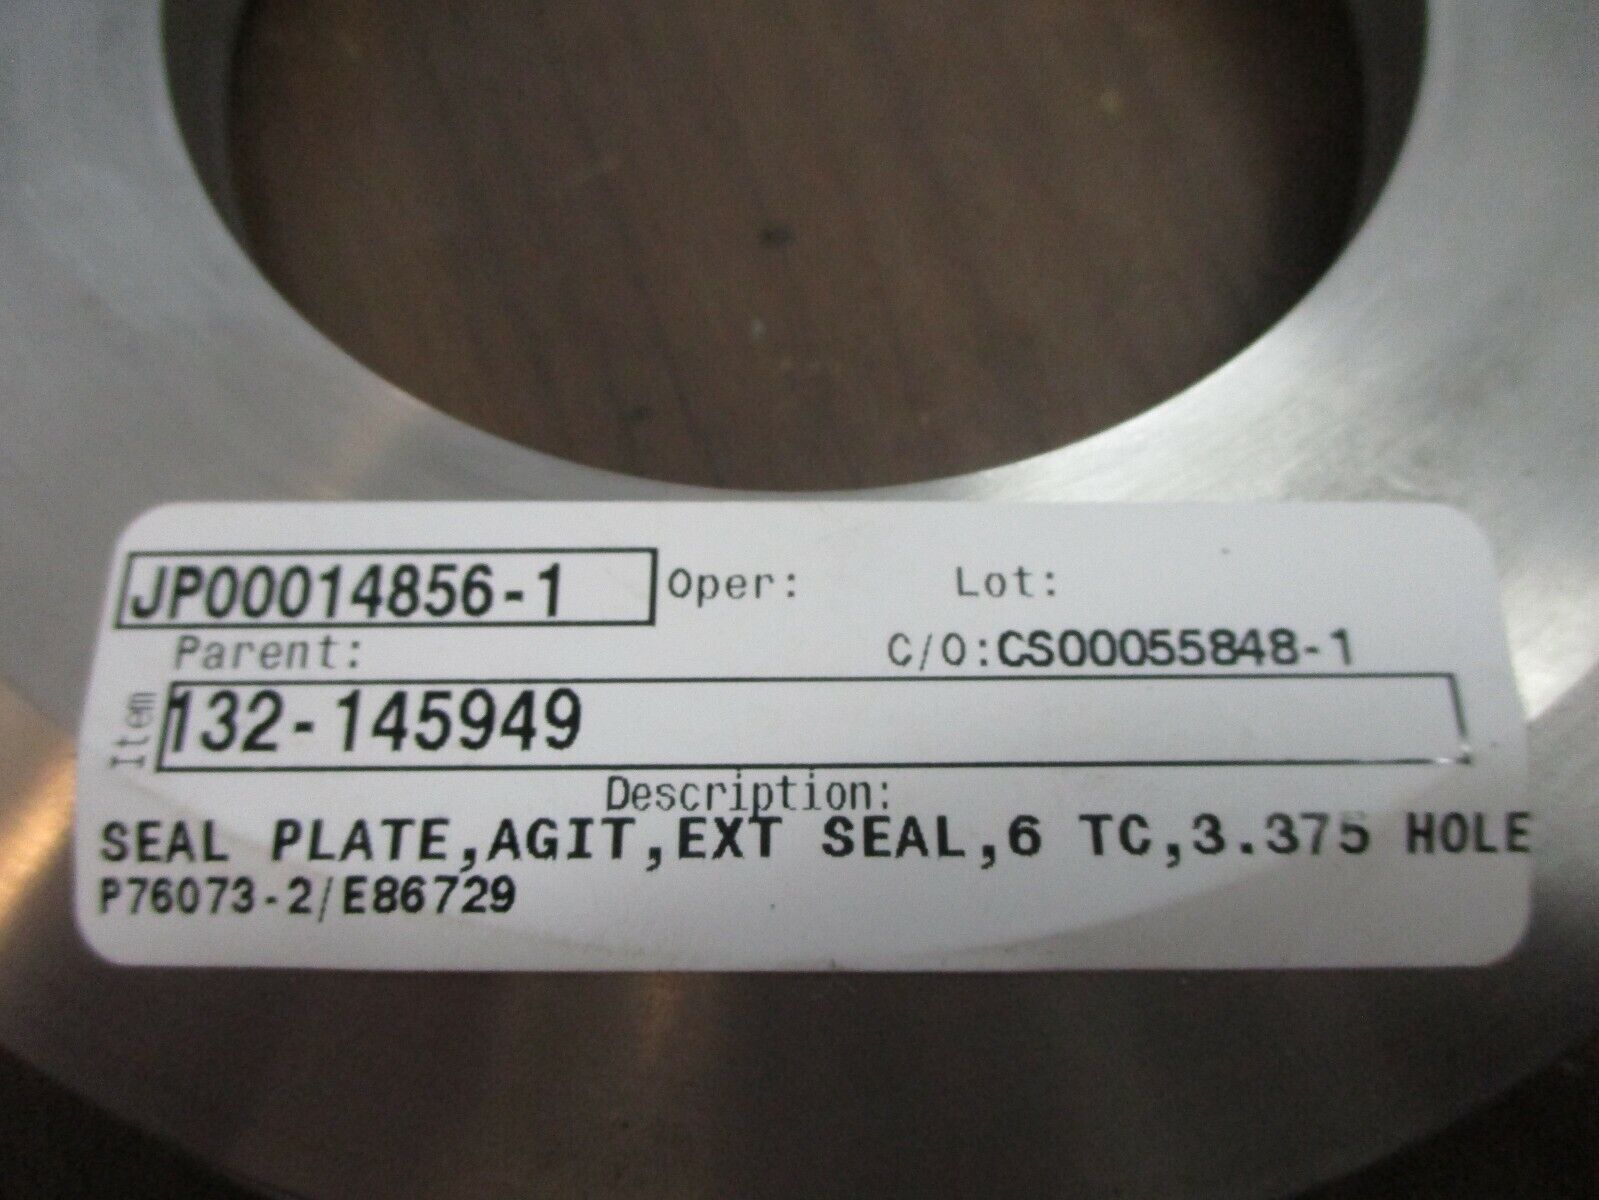 JP00014856-1 Oper: Lot:
Parent: C/O:CS00055848-1
Item 132-145949
Description:
SEAL PLATE,AGIT,EXT SEAL,6 TC,3.375 HOLE
P76073-2/E86729